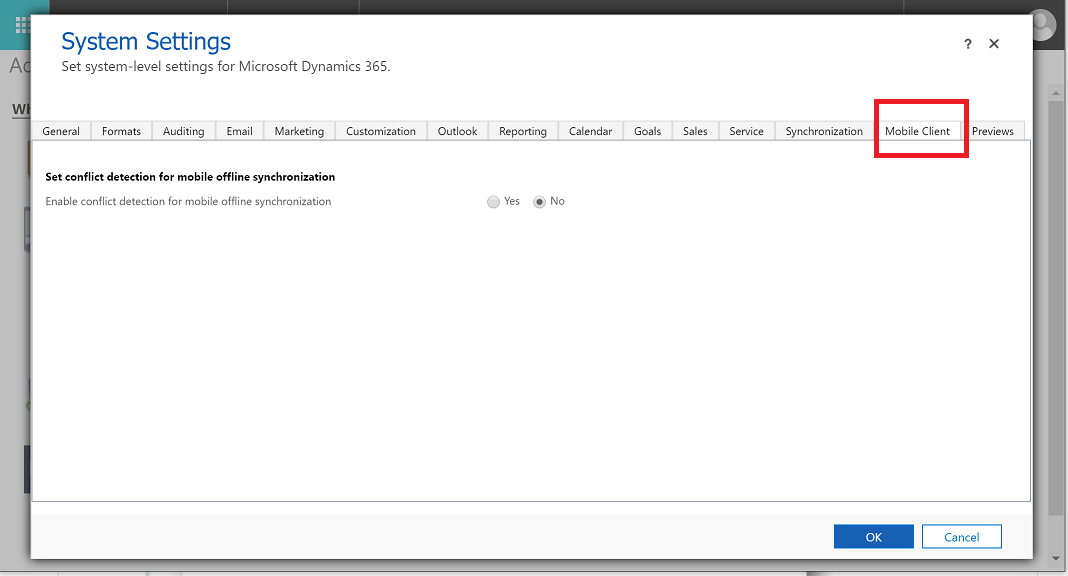 System Settings
?
Set system-level settings for Microsoft Dynamics 365.
General Formats Auditing Email Marketing Customization Outlook Reporting Calendar Goals Sales Service Synchronization Mobile Client Previews
Set conflict detection for mobile offline synchronization
Enable conflict detection for mobile offline synchronization Yes No
OK Cancel